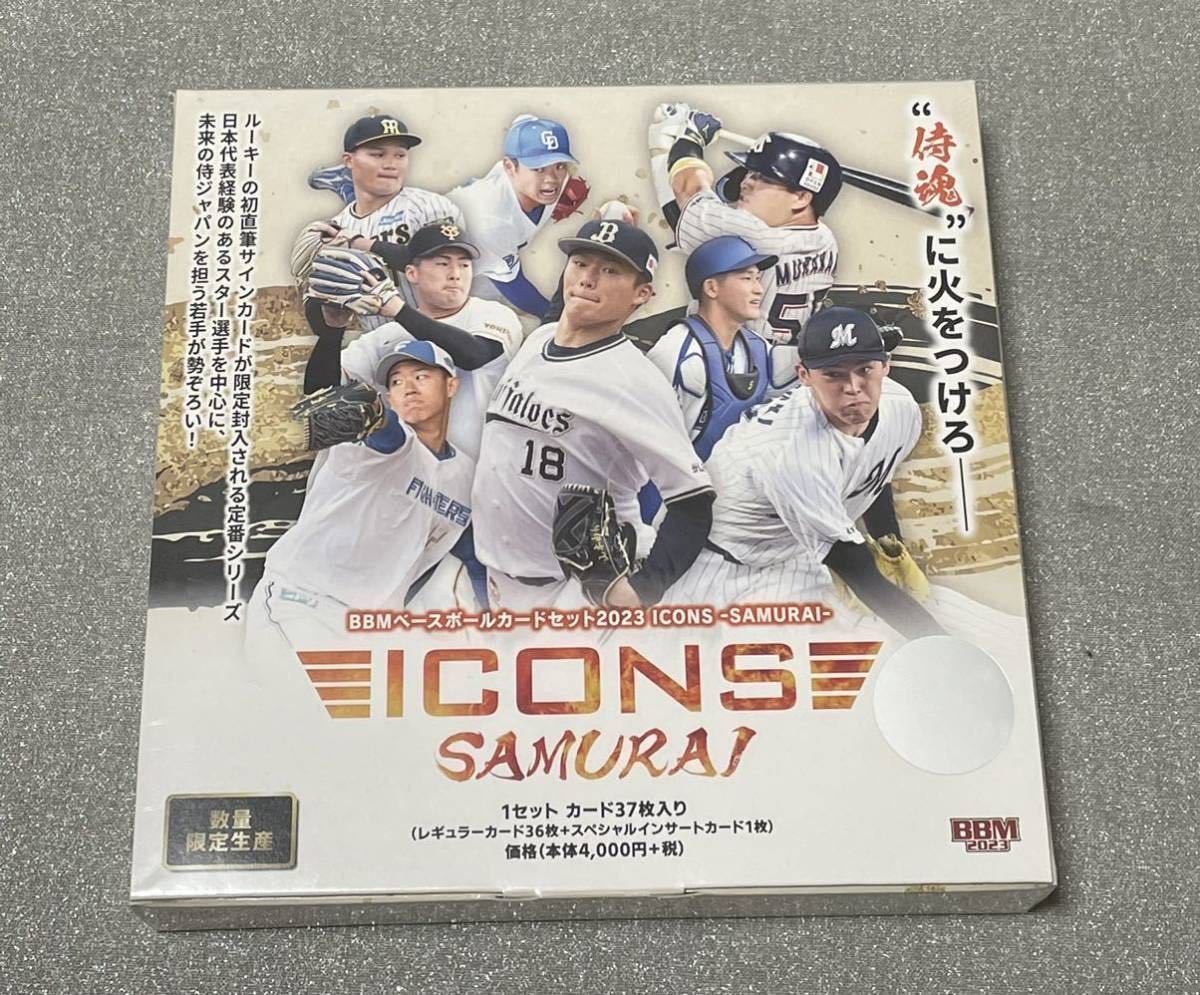 “侍魂”に火をつけろ――
ルーキーの初直筆サインカードが限定封入される定番シリーズ
日本代表経験のあるスター選手を中心に、
未来の侍ジャパンを担う若手が勢ぞろい！
CD
B
M
MURAKA
5
YONEX
FIGHTERS
18
M
BBMベースボールカードセット2023 ICONS -SAMURAI-
ICONS
SAMURAI
1セット カード37枚入り
（レギュラーカード36枚+スペシャルインサートカード1枚）
価格（本体4,000円+税）
数量
限定生産
BBM
2023